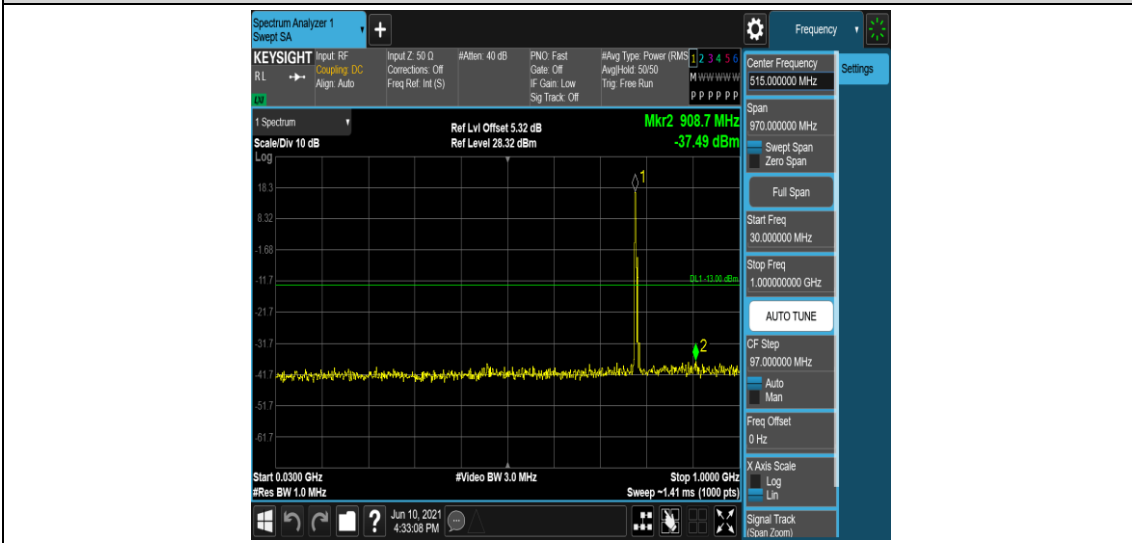 Spectrum Analyzer 1
Swept SA
+
Frequency
KEYSIGHT
Input: RF
Coupling: DC
Align: Auto
Input Z: 50 Ω
Corrections: Off
Freq Ref: Int (S)
#Atten: 40 dB
PNO: Fast
Gate: Off
IF Gain: Low
Sig Track: Off
#Avg Type: Power (RMS
Avg|Hold: 50/50
Trig: Free Run
1 2 3 4 5 6
M W W W W W
P P P P P P
R L
LXI
Center Frequency
515.000000 MHz
Settings
1 Spectrum
Scale/Div 10 dB
Log
Ref Lvl Offset 5.32 dB
Ref Level 28.32 dBm
Mkr2 908.7 MHz
-37.49 dBm
Span
970.000000 MHz
Swept Span
Zero Span
Full Span
Start Freq
30.000000 MHz
Stop Freq
1.000000000 GHz
AUTO TUNE
CF Step
97.000000 MHz
Auto
Man
Freq Offset
0 Hz
X Axis Scale
Log
Lin
Signal Track
(Span Zoom)
1
18.3
8.32
-1.68
-11.7
DL1 -13.00 dBm
-21.7
-31.7
2
-41.7
-51.7
-61.7
Start 0.0300 GHz
#Res BW 1.0 MHz
#Video BW 3.0 MHz
Stop 1.0000 GHz
Sweep ~1.41 ms (1000 pts)
?
Jun 10, 2021
4:33:08 PM